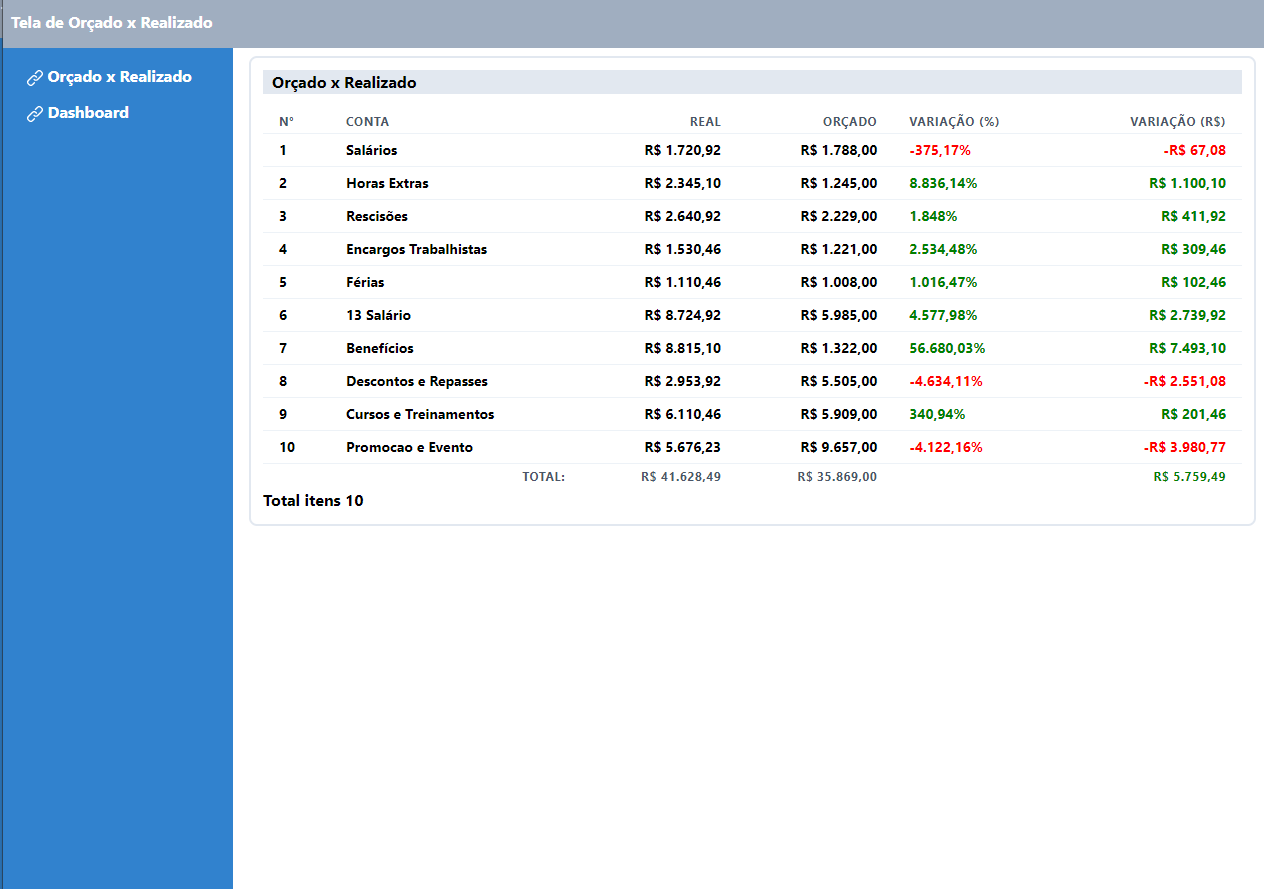 Tela de Orçado x Realizado
Orçado x Realizado
Dashboard
Orçado x Realizado
N° CONTA REAL ORÇADO VARIAÇÃO (%) VARIAÇÃO (R$)
1 Salários R$ 1.720,92 R$ 1.788,00 -375,17% -R$ 67,08
2 Horas Extras R$ 2.345,10 R$ 1.245,00 8.836,14% R$ 1.100,10
3 Rescisões R$ 2.640,92 R$ 2.229,00 1.848% R$ 411,92
4 Encargos Trabalhistas R$ 1.530,46 R$ 1.221,00 2.534,48% R$ 309,46
5 Férias R$ 1.110,46 R$ 1.008,00 1.016,47% R$ 102,46
6 13 Salário R$ 8.724,92 R$ 5.985,00 4.577,98% R$ 2.739,92
7 Benefícios R$ 8.815,10 R$ 1.322,00 56.680,03% R$ 7.493,10
8 Descontos e Repasses R$ 2.953,92 R$ 5.505,00 -4.634,11% -R$ 2.551,08
9 Cursos e Treinamentos R$ 6.110,46 R$ 5.909,00 340,94% R$ 201,46
10 Promocao e Evento R$ 5.676,23 R$ 9.657,00 -4.122,16% -R$ 3.980,77
TOTAL: R$ 41.628,49 R$ 35.869,00 R$ 5.759,49
Total itens 10